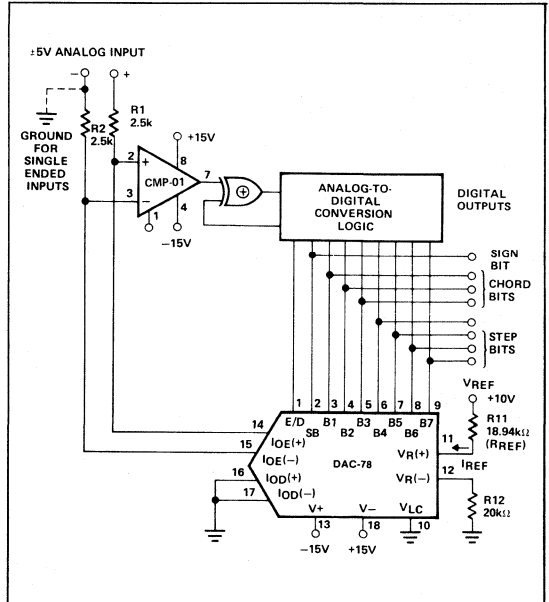 ±5V ANALOG INPUT
− +
R1
2.5k
R2
2.5k
GROUND
FOR
SINGLE
ENDED
INPUTS
+15V
2 + 8
CMP-01 7
3 − 4
1
−15V
+
ANALOG-TO-
DIGITAL
CONVERSION
LOGIC
DIGITAL
OUTPUTS
SIGN
BIT
CHORD
BITS
STEP
BITS
VREF
+10V
R11
18.94kΩ
(RREF)
1 2 3 4 5 6 7 8 9
E/D SB B1 B2 B3 B4 B5 B6 B7
14 IOE(+)
15 IOE(−)
16 IOD(+)
17 IOD(−)
DAC-78
VR(+) 11
IREF
VR(−) 12
R12
20kΩ
V+ V− VLC
13 18 10
−15V +15V